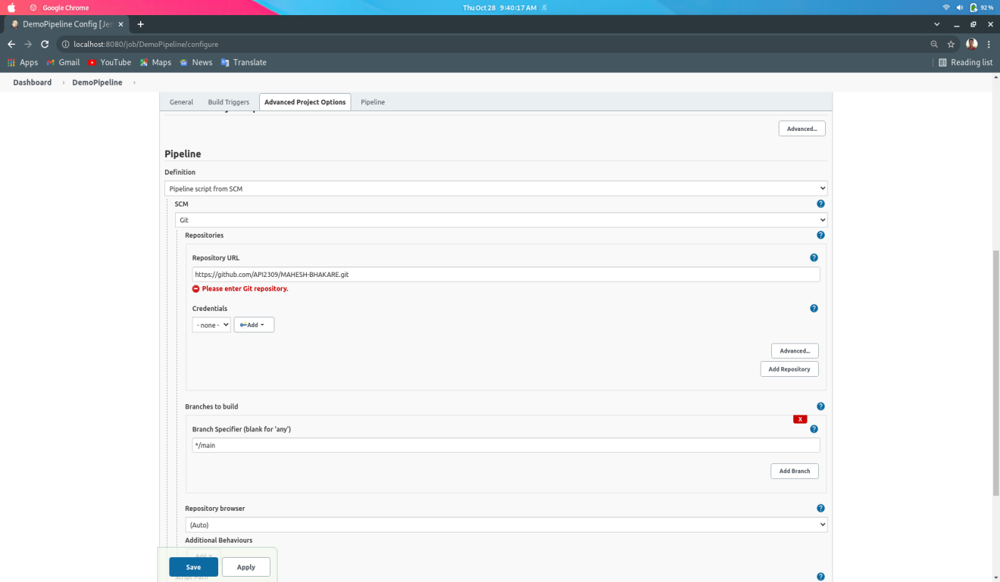 Google Chrome
Thu Oct 28 9:40:17 AM
92%
DemoPipeline Config [Jen
localhost:8080/job/DemoPipeline/configure
Apps Gmail YouTube Maps News Translate Reading list
Dashboard DemoPipeline
General Build Triggers Advanced Project Options Pipeline
Advanced...
Pipeline
Definition
Pipeline script from SCM
SCM
Git
Repositories
Repository URL
https://github.com/API2309/MAHESH-BHAKARE.git
Please enter Git repository.
Credentials
- none - Add
Advanced...
Add Repository
Branches to build
X
Branch Specifier (blank for 'any')
*/main
Add Branch
Repository browser
(Auto)
Additional Behaviours
Add
Save Apply
Script Path